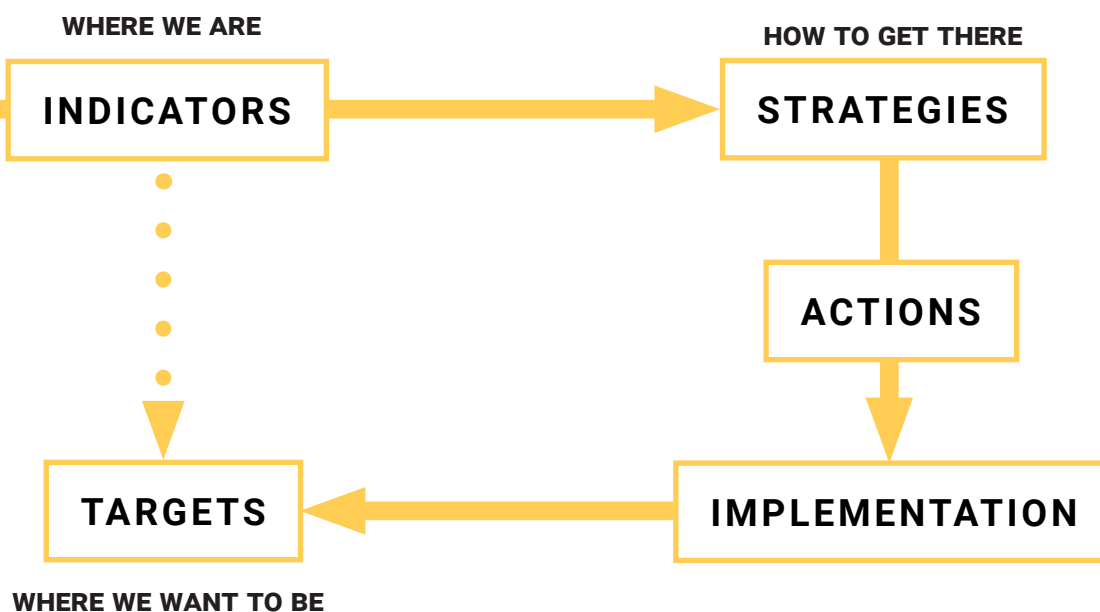 WHERE WE ARE
HOW TO GET THERE
INDICATORS
STRATEGIES
ACTIONS
TARGETS
IMPLEMENTATION
WHERE WE WANT TO BE